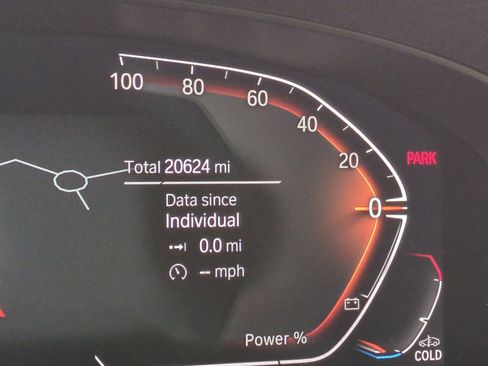 100
80
60
40
20
PARK
Total 20624 mi
0
Data since
Individual
0.0 mi
-- mph
Power %
COLD